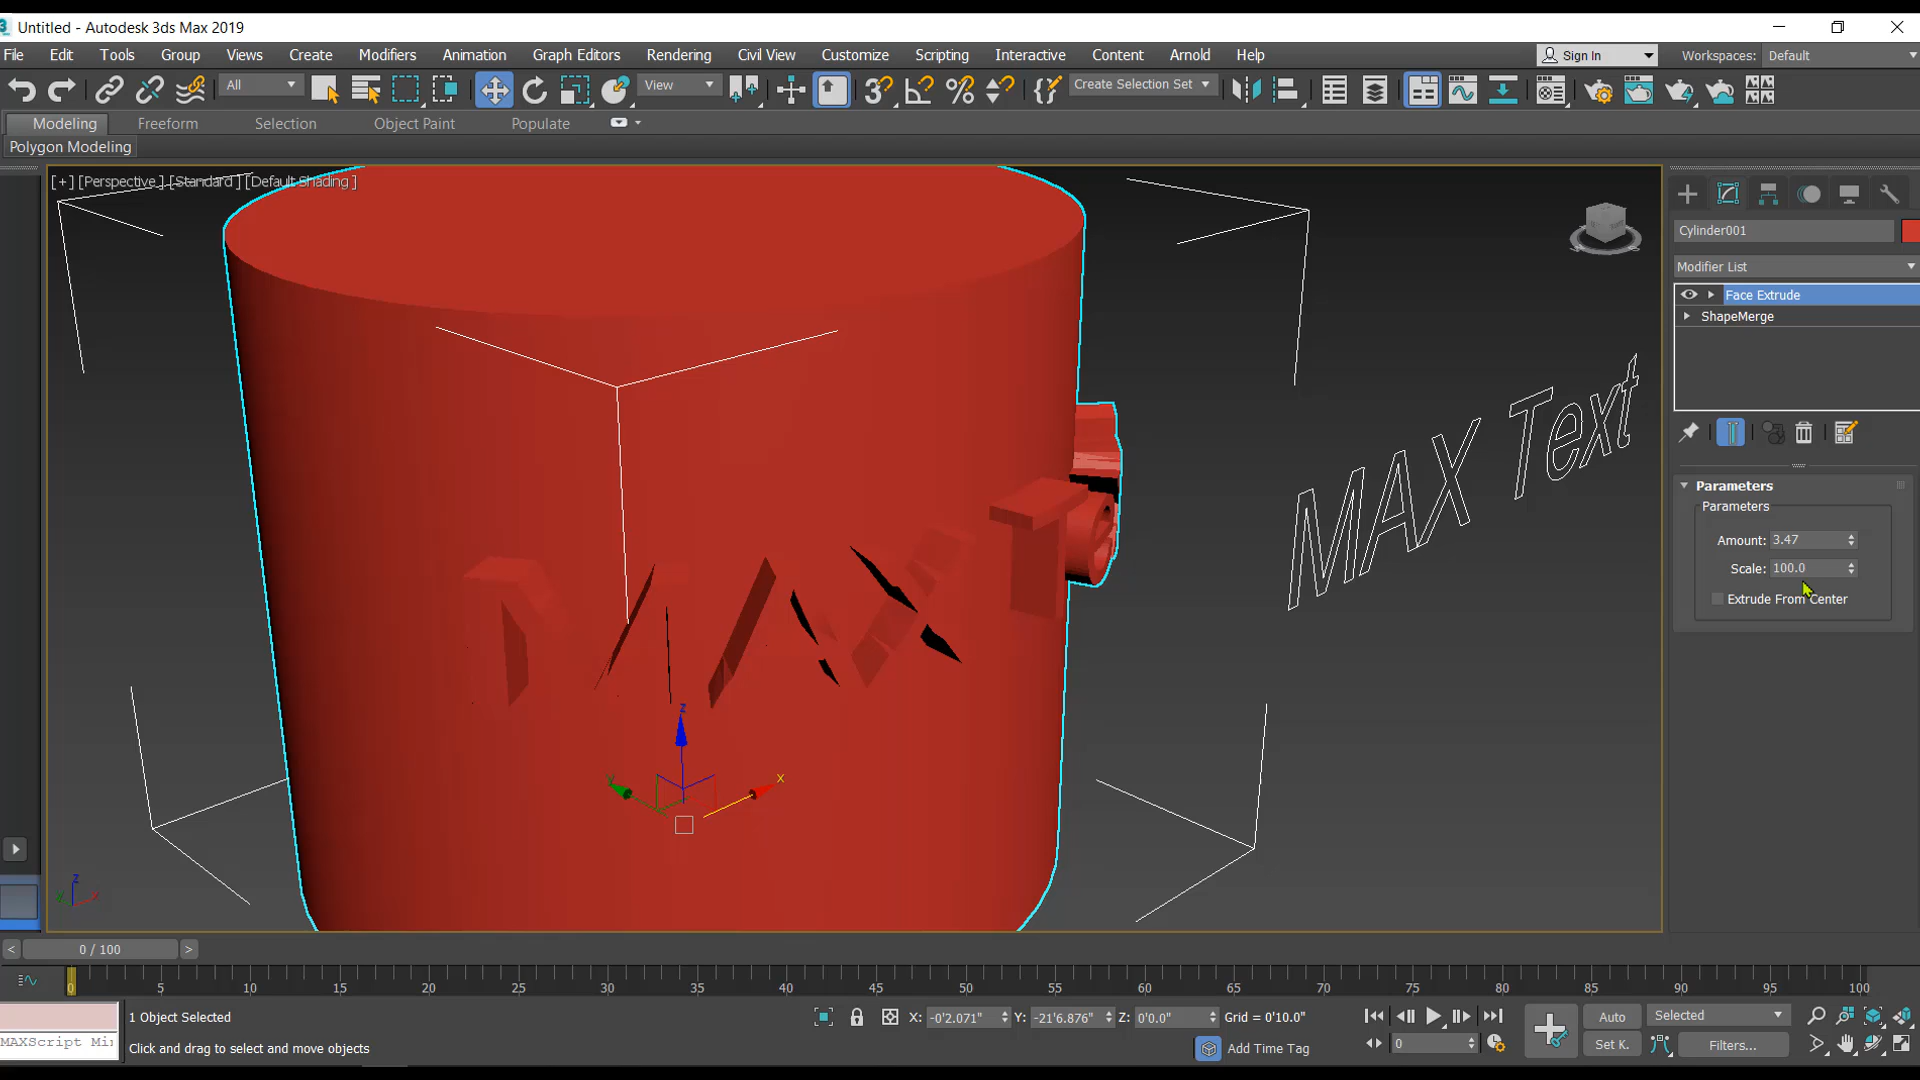 Untitled - Autodesk 3ds Max 2019
File Edit Tools Group Views Create Modifiers Animation Graph Editors Rendering Civil View Customize Scripting Interactive Content Arnold Help Sign In Workspaces: Default
All View Create Selection Set
Modeling Freeform Selection Object Paint Populate
Polygon Modeling
[+] [Perspective] [Standard] [Default Shading]
Cylinder001
Modifier List
Face Extrude
ShapeMerge
MAX Text
MAX Te
Parameters
Parameters
Amount: 3.47
Scale: 100.0
Extrude From Center
z
y x
z
y x
< 0 / 100 >
0 5 10 15 20 25 30 35 40 45 50 55 60 65 70 75 80 85 90 95 100
1 Object Selected X: -0'2.071" Y: -21'6.876" Z: 0'0.0" Grid = 0'10.0" Auto Selected
MAXScript Mi Click and drag to select and move objects Add Time Tag 0 Set K. Filters...